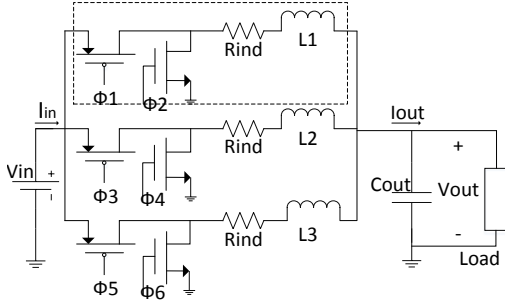 Rind
L1
Φ1
Φ2
Iin
Iout
Rind
L2
Vin
+
-
Φ3
Φ4
Cout
+
Vout
-
Load
Rind
L3
Φ5
Φ6